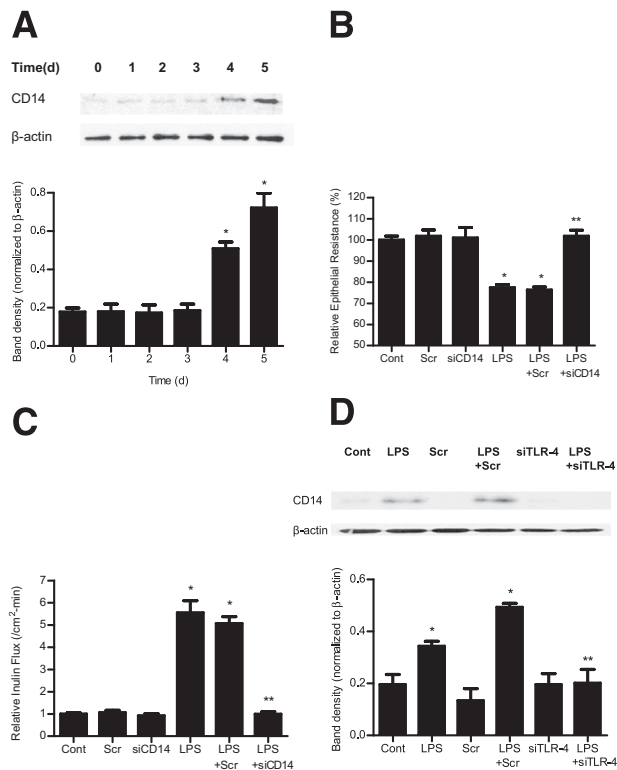 A
Time(d) 0 1 2 3 4 5
CD14
β-actin
Band density (normalized to β-actin)
0.8
0.6
0.4
0.2
0.0
* *
0 1 2 3 4 5
Time (d)
B
Relative Epithelial Resistance (%)
120
110
100
90
80
70
60
50
* * **
Cont Scr siCD14 LPS LPS LPS
+Scr +siCD14
C
Relative Inulin Flux (/cm²-min)
7
6
5
4
3
2
1
0
* * **
Cont Scr siCD14 LPS LPS LPS
+Scr +siCD14
D
Cont LPS Scr LPS siTLR-4 LPS
+Scr +siTLR-4
CD14
β-actin
Band density (normalized to β-actin)
0.6
0.4
0.2
0.0
* * **
Cont LPS Scr LPS siTLR-4 LPS
+Scr +siTLR-4